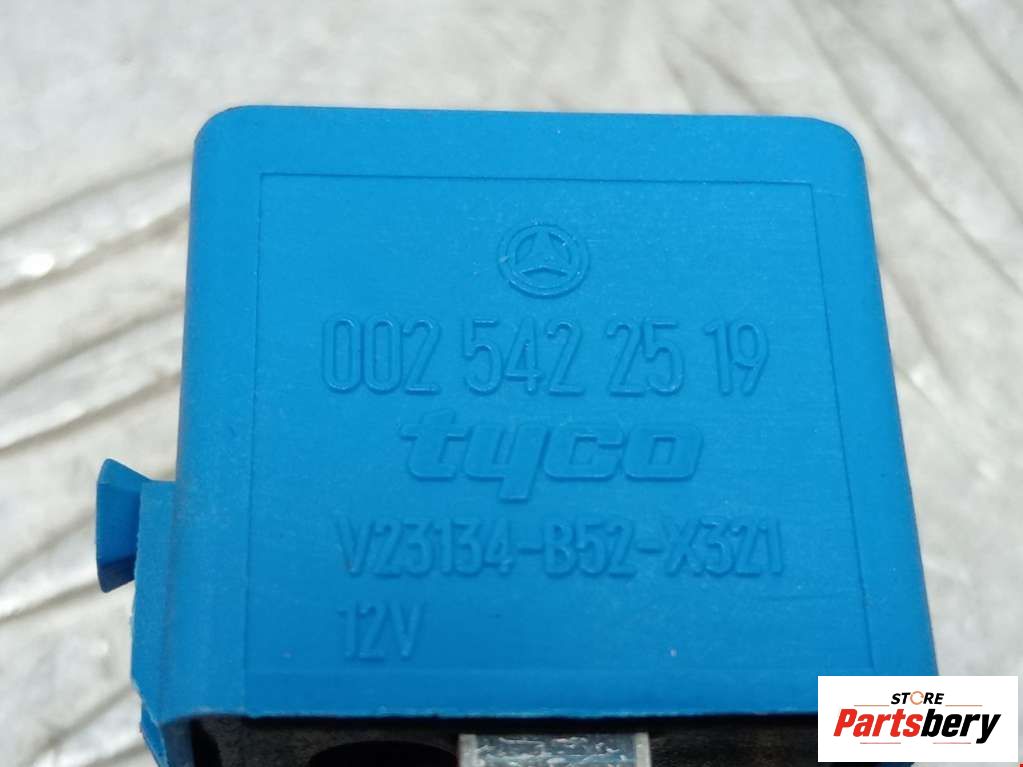 002 542 25 19
tyco
V23134-B52-X321
12V
STORE
Partsbery